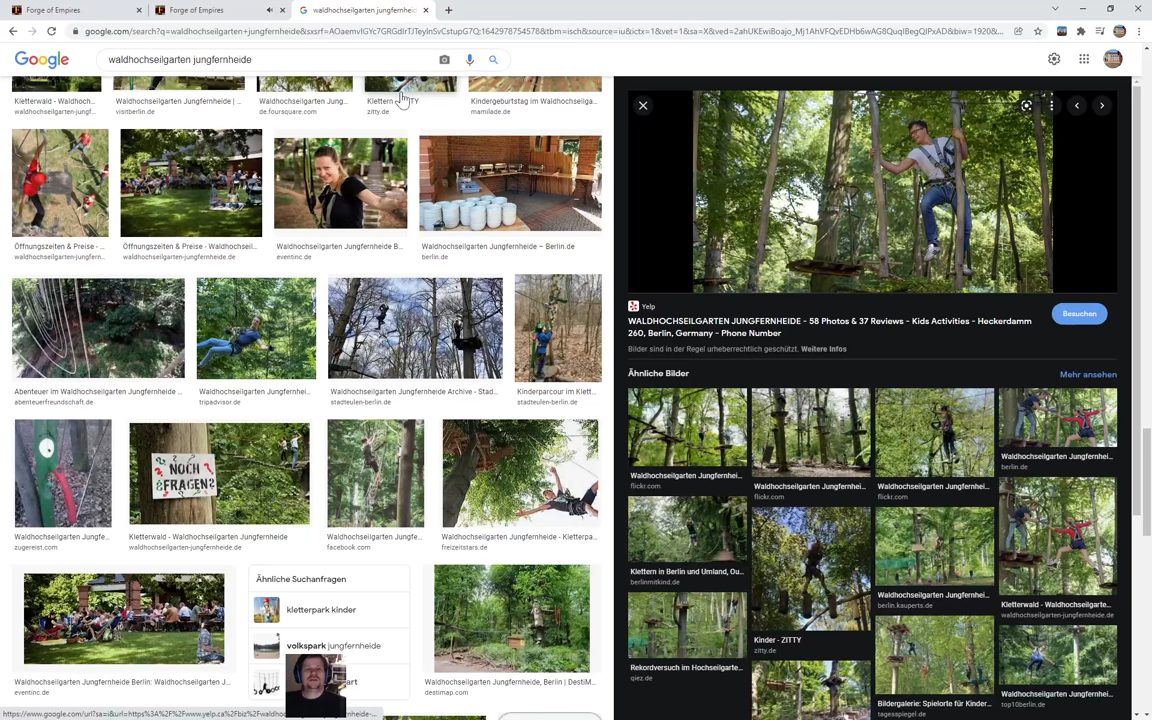 Forge of Empires
Forge of Empires
waldhochseilgarten jungfernheide
google.com/search?q=waldhochseilgarten+jungfernheide&sxsrf=
Google
waldhochseilgarten jungfernheide
Kletterwald - Waldhoch...
waldhochseilgarten-jungf...
Waldhochseilgarten Jungfernheide | ...
visitberlin.de
Waldhochseilgarten Jung...
de.foursquare.com
Klettern
ZITTY
zitty.de
Kindergeburtstag im Waldhochseilga...
mamilade.de
Öffnungszeiten & Preise - ...
waldhochseilgarten-jungfern...
Öffnungszeiten & Preise - Waldhochseil...
waldhochseilgarten-jungfernheide.de
Waldhochseilgarten Jungfernheide B...
eventinc.de
Waldhochseilgarten Jungfernheide – Berlin.de
berlin.de
Abenteuer im Waldhochseilgarten Jungfernheide ...
abenteuerfreundschaft.de
Waldhochseilgarten Jungfernhei...
tripadvisor.de
Waldhochseilgarten Jungfernheide Archive - Stad...
stadteulen-berlin.de
Kinderparcour im Klett...
stadteulen-berlin.de
NOCH
FRAGEN?
Waldhochseilgarten Jungfe...
zugereist.com
Kletterwald - Waldhochseilgarten Jungfernheide
waldhochseilgarten-jungfernheide.de
Waldhochseilgarten Jungfe...
facebook.com
Waldhochseilgarten Jungfernheide - Kletterpa...
freizeitstars.de
Ähnliche Suchanfragen
kletterpark kinder
volkspark jungfernheide
art
Waldhochseilgarten Jungfernheide Berlin: Waldhochseilgarten J...
eventinc.de
Waldhochseilgarten Jungfernheide, Berlin | DestiM...
destimap.com
Yelp
WALDHOCHSEILGARTEN JUNGFERNHEIDE - 58 Photos & 37 Reviews - Kids Activities - Heckerdamm
260, Berlin, Germany - Phone Number
Besuchen
Bilder sind in der Regel urheberrechtlich geschützt. Weitere Infos
Ähnliche Bilder
Mehr ansehen
Waldhochseilgarten Jungfernhei...
flickr.com
Waldhochseilgarten Jungfernhei...
flickr.com
Waldhochseilgarten Jungfernhei...
flickr.com
Waldhochseilgarten Jungfernhei...
berlin.de
Klettern in Berlin und Umland, Ou...
berlinmitkind.de
Kinder - ZITTY
zitty.de
Waldhochseilgarten Jungfernhei...
berlin.kauperts.de
Kletterwald - Waldhochseilgarte...
waldhochseilgarten-jungfernheide.de
Rekordversuch im Hochseilgarte...
qiez.de
Bildergalerie: Spielorte für Kinder...
tagesspiegel.de
Waldhochseilgarten Jungfernhei...
top10berlin.de